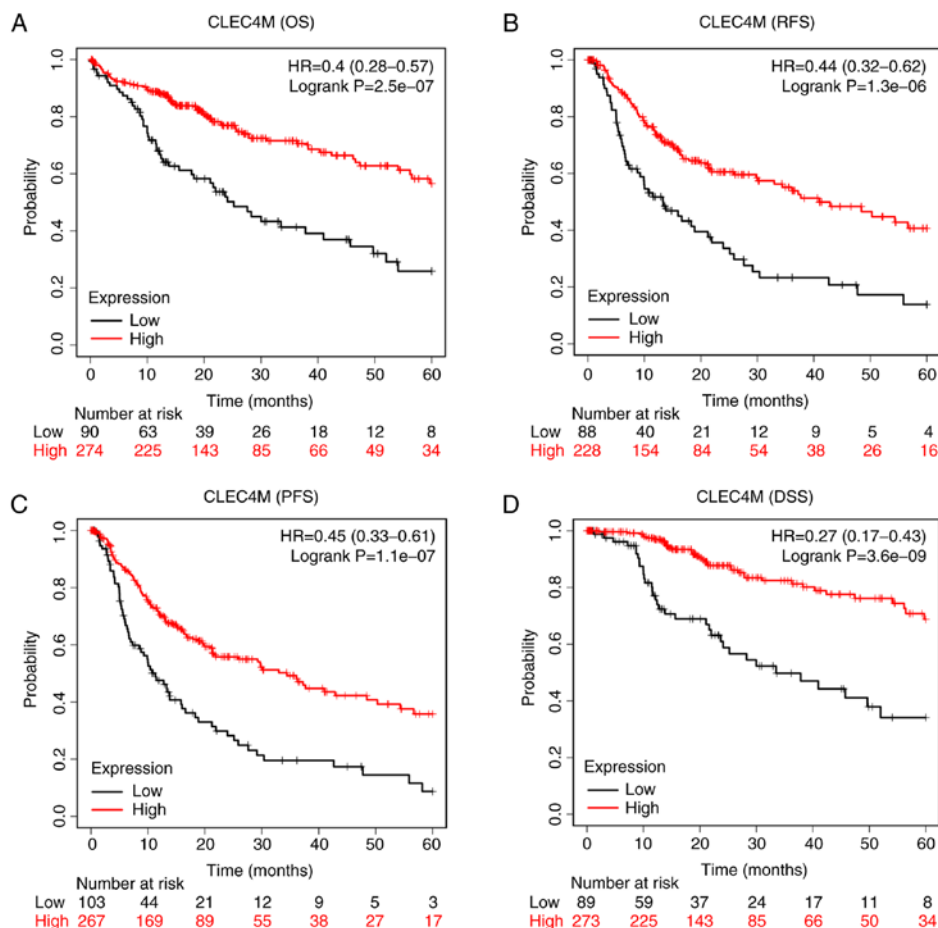 A
CLEC4M (OS)
HR=0.4 (0.28–0.57)
Logrank P=2.5e-07
Probability
1.0
0.8
0.6
0.4
0.2
0.0
Expression
Low
High
0 10 20 30 40 50 60
Time (months)
Number at risk
Low 90 63 39 26 18 12 8
High 274 225 143 85 66 49 34
B
CLEC4M (RFS)
HR=0.44 (0.32–0.62)
Logrank P=1.3e-06
Probability
1.0
0.8
0.6
0.4
0.2
0.0
Expression
Low
High
0 10 20 30 40 50 60
Time (months)
Number at risk
Low 88 40 21 12 9 5 4
High 228 154 84 54 38 26 16
C
CLEC4M (PFS)
HR=0.45 (0.33–0.61)
Logrank P=1.1e-07
Probability
1.0
0.8
0.6
0.4
0.2
0.0
Expression
Low
High
0 10 20 30 40 50 60
Time (months)
Number at risk
Low 103 44 21 12 9 5 3
High 267 169 89 55 38 27 17
D
CLEC4M (DSS)
HR=0.27 (0.17–0.43)
Logrank P=3.6e-09
Probability
1.0
0.8
0.6
0.4
0.2
0.0
Expression
Low
High
0 10 20 30 40 50 60
Time (months)
Number at risk
Low 89 59 37 24 17 11 8
High 273 225 143 85 66 50 34